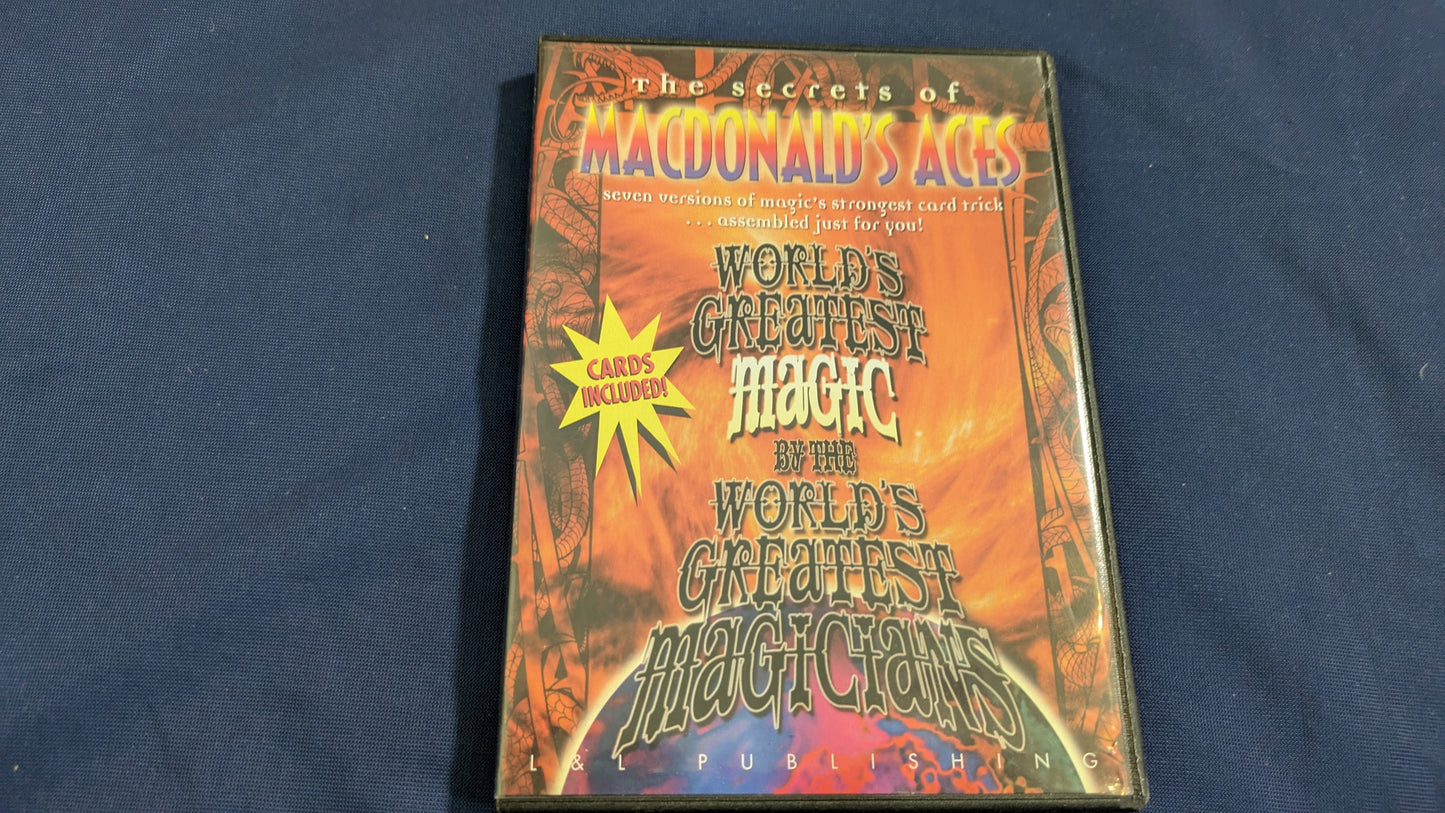 The secrets of
MACDONALD'S ACES
seven versions of magic's strongest card trick
...assembled just for you!
WORLD'S
GREATEST
MAGIC
BY THE
WORLD'S
GREATEST
MAGICIANS
CARDS
INCLUDED!
L&L PUBLISHING